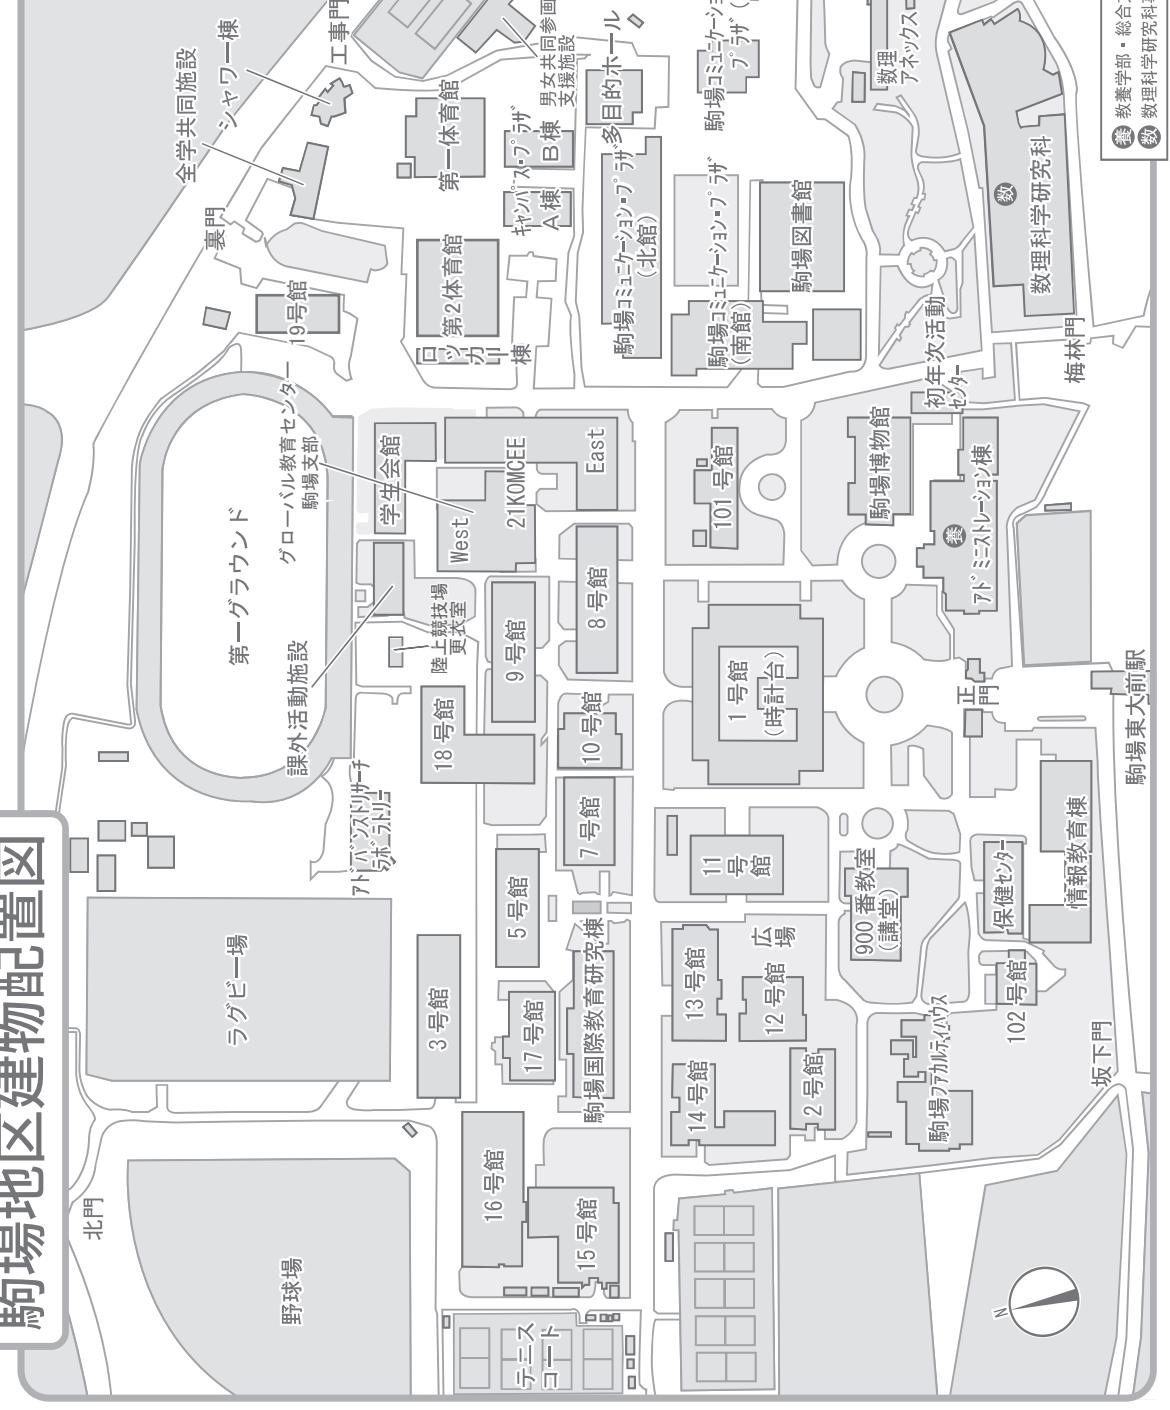 駒場地区建物配置図
北門
野球場
ラグビー場
第一グラウンド
グローバル教育センター
駒場支部
課外活動施設
陸上競技場
更衣室
アドバンストリサーチ
ラボラトリー
19号館
裏門
全学共同施設
シャワー棟
工事門
第一体育館
第2体育館
ロッカー棟
男女共同参画
支援施設
キャンパス・プラザ
B棟
キャンパス・プラザ
A棟
多目的ホール
駒場コミュニケーション・プラザ
(北館)
駒場コミュニケーション・プラザ
駒場コミュニケーション・プラザ
(南館)
駒場図書館
数理
アネックス
数理科学研究科
数
養 教養学部・総合
数 数理科学研究科
梅林門
初年次活動
センター
学生会館
21KOMCEE
West
East
8号館
9号館
18号館
10号館
7号館
5号館
3号館
17号館
駒場国際教育研究棟
16号館
15号館
テニス
コート
101号館
駒場博物館
養
アドミニストレーション棟
1号館
(時計台)
正門
駒場東大前駅
11号館
900番教室
(講堂)
保健センター
情報教育棟
13号館
12号館
広場
14号館
2号館
102号館
駒場ファカルティハウス
坂下門
N